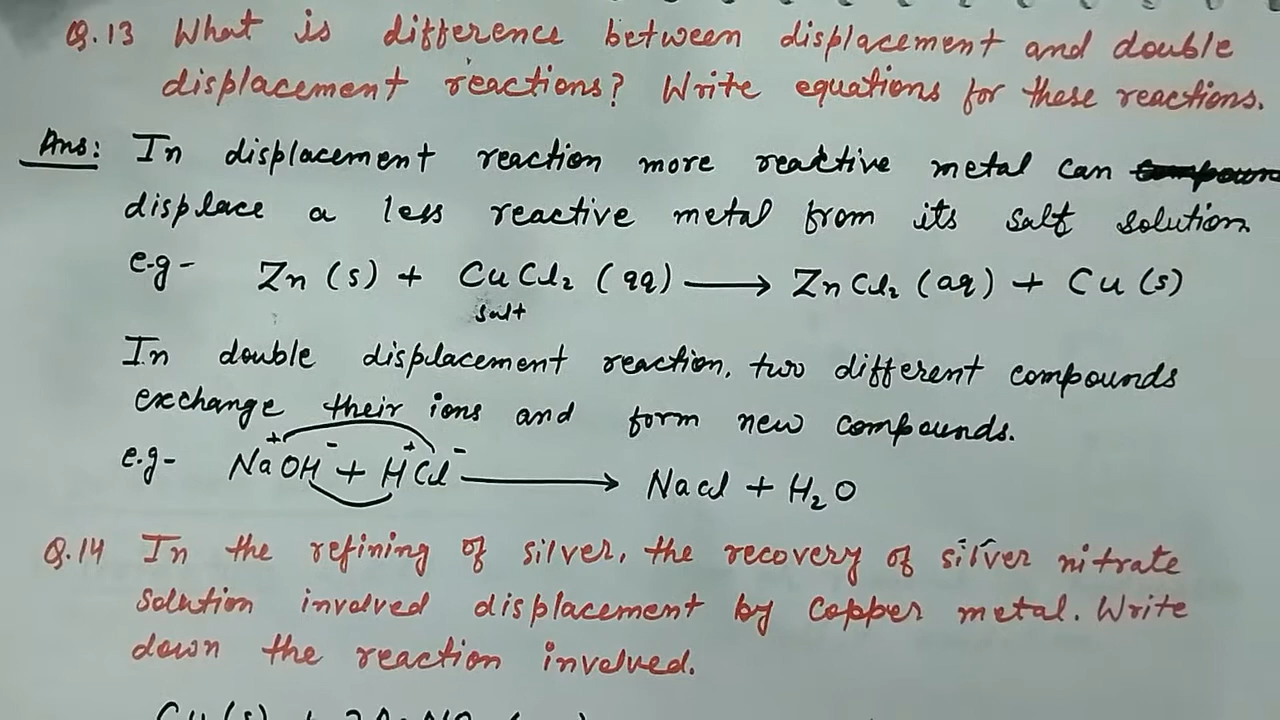 Q.13 What is difference between displacement and double
displacement reactions? Write equations for these reactions.
Ans: In displacement reaction more reactive metal can
displace a less reactive metal from its salt solution
e.g- Zn (s) + CuCl₂ (aq) ⟶ ZnCl₂ (aq) + Cu (s)
salt
In double displacement reaction, two different compounds
exchange their ions and form new compounds.
e.g- Na⁺OH⁻ + H⁺Cl⁻ ⟶ Nacl + H₂O
Q.14 In the refining of silver, the recovery of silver nitrate
solution involved displacement by Copper metal. Write
down the reaction involved.
Cu (s) +